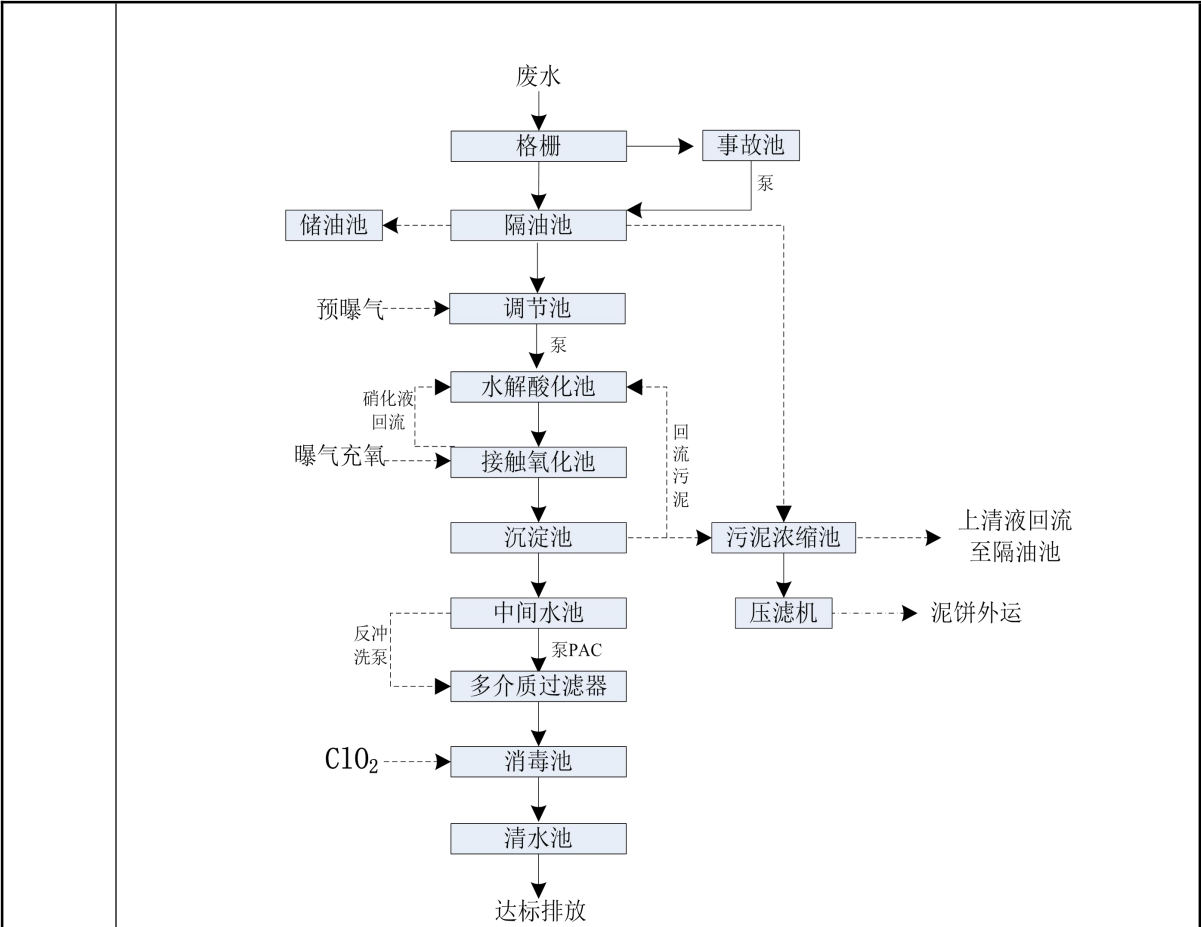 废水
格栅
事故池
泵
储油池
隔油池
预曝气
调节池
泵
水解酸化池
硝化液
回流
回
流
污
泥
曝气充氧
接触氧化池
沉淀池
污泥浓缩池
上清液回流
至隔油池
中间水池
压滤机
泥饼外运
反冲
洗泵
泵PAC
多介质过滤器
ClO₂
消毒池
清水池
达标排放